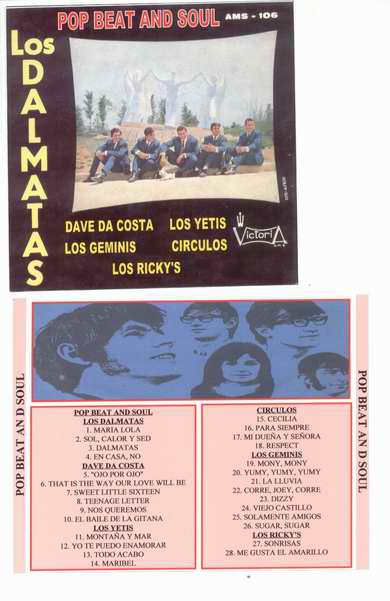 POP BEAT AND SOUL AMS - 106
Los DALMATAS
DAVE DA COSTA LOS YETIS
LOS GEMINIS CIRCULOS
LOS RICKY'S
VictoriA
POP BEAT AN D SOUL
POP BEAT AND SOUL
LOS DALMATAS
1. MARIA LOLA
2. SOL, CALOR Y SED
3. DALMATAS
4. EN CASA, NO
DAVE DA COSTA
5. "OJO POR OJO"
6. THAT IS THE WAY OUR LOVE WILL BE
7. SWEET LITTLE SIXTEEN
8. TEENAGE LETTER
9. NOS QUEREMOS
10. EL BAILE DE LA GITANA
LOS YETIS
11. MONTAÑA Y MAR
12. YO TE PUEDO ENAMORAR
13. TODO ACABO
14. MARIBEL
CIRCULOS
15. CECILIA
16. PARA SIEMPRE
17. MI DUEÑA Y SEÑORA
18. RESPECT
LOS GEMINIS
19. MONY, MONY
20. YUMY, YUMY, YUMY
21. LA LLUVIA
22. CORRE, JOEY, CORRE
23. DIZZY
24. VIEJO CASTILLO
25. SOLAMENTE AMIGOS
26. SUGAR, SUGAR
LOS RICKY'S
27. SONRISAS
28. ME GUSTA EL AMARILLO
POP BEAT AN D SOUL